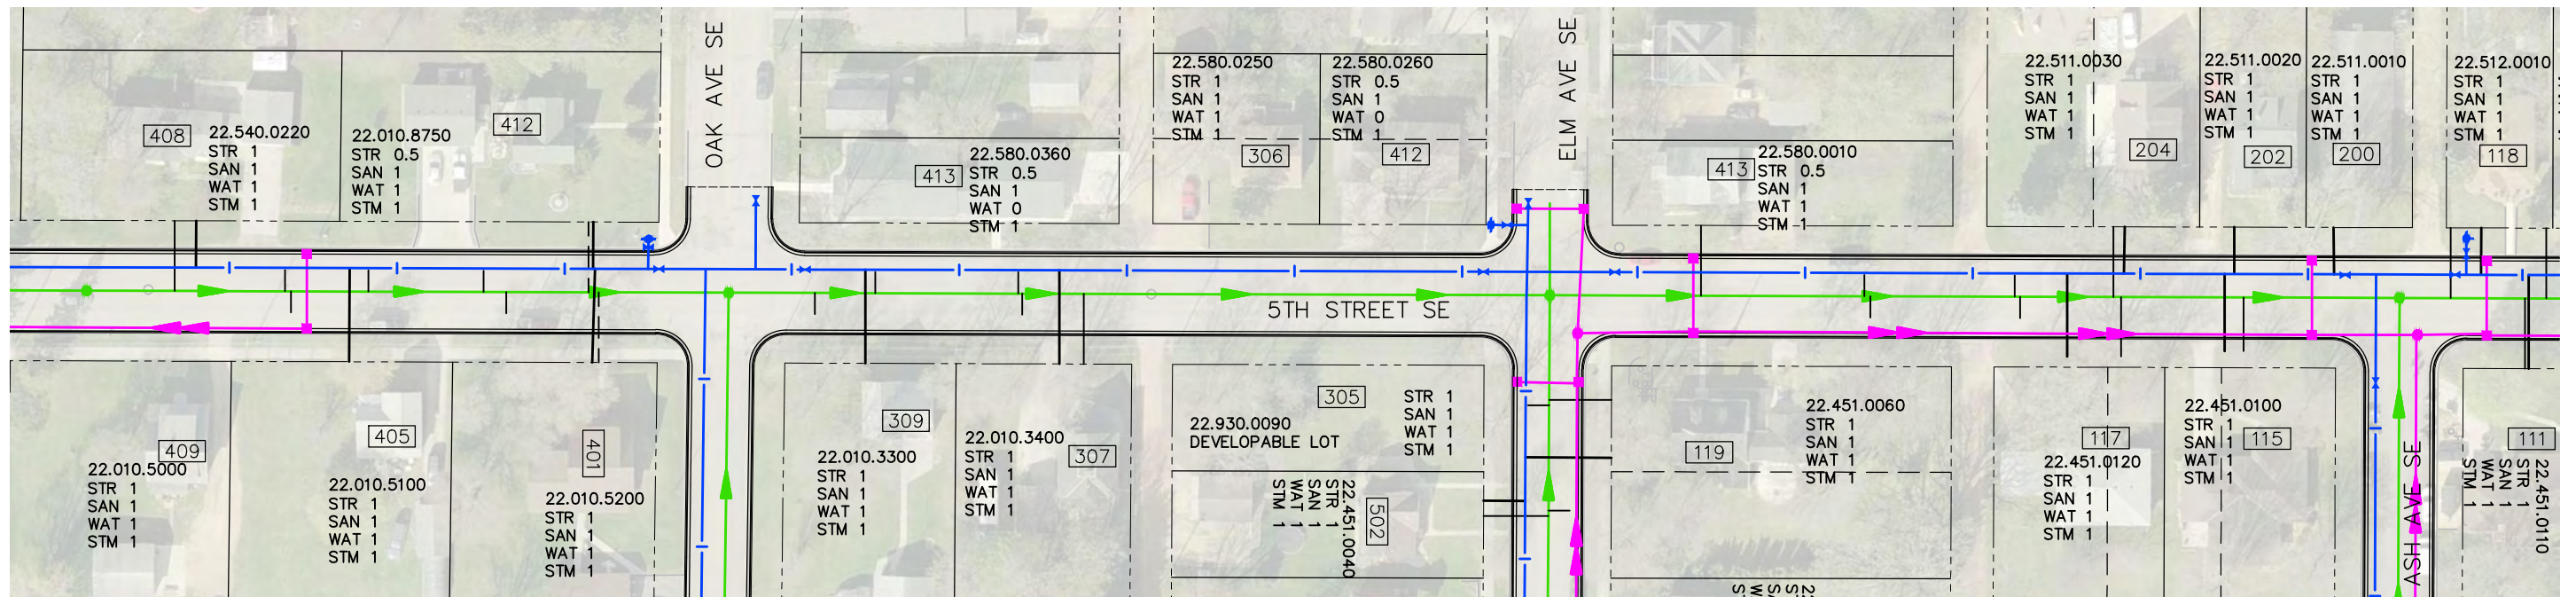 OAK AVE SE
ELM AVE SE
5TH STREET SE
ASH AVE SE
408
22.540.0220
STR 1
SAN 1
WAT 1
STM 1
22.010.8750
STR 0.5
SAN 1
WAT 1
STM 1
412
413
22.580.0360
STR 0.5
SAN 1
WAT 0
STM 1
22.580.0250
STR 1
SAN 1
WAT 1
STM 1
306
22.580.0260
STR 0.5
SAN 1
WAT 0
STM 1
412
413
22.580.0010
STR 0.5
SAN 1
WAT 1
STM 1
22.511.0030
STR 1
SAN 1
WAT 1
STM 1
204
22.511.0020
STR 1
SAN 1
WAT 1
STM 1
202
22.511.0010
STR 1
SAN 1
WAT 1
STM 1
200
22.512.0010
STR 1
SAN 1
WAT 1
STM 1
118
409
22.010.5000
STR 1
SAN 1
WAT 1
STM 1
405
22.010.5100
STR 1
SAN 1
WAT 1
STM 1
401
22.010.5200
STR 1
SAN 1
WAT 1
STM 1
309
22.010.3300
STR 1
SAN 1
WAT 1
STM 1
22.010.3400
STR 1
SAN 1
WAT 1
STM 1
307
305
22.930.0090
DEVELOPABLE LOT
STR 1
SAN 1
WAT 1
STM 1
22.451.0040
STR 1
SAN 1
WAT 1
STM 1
502
119
22.451.0060
STR 1
SAN 1
WAT 1
STM 1
117
22.451.0120
STR 1
SAN 1
WAT 1
STM 1
22.451.0100
STR 1
SAN 1
WAT 1
STM 1
115
111
22.451.0110
STR 1
SAN 1
WAT 1
STM 1